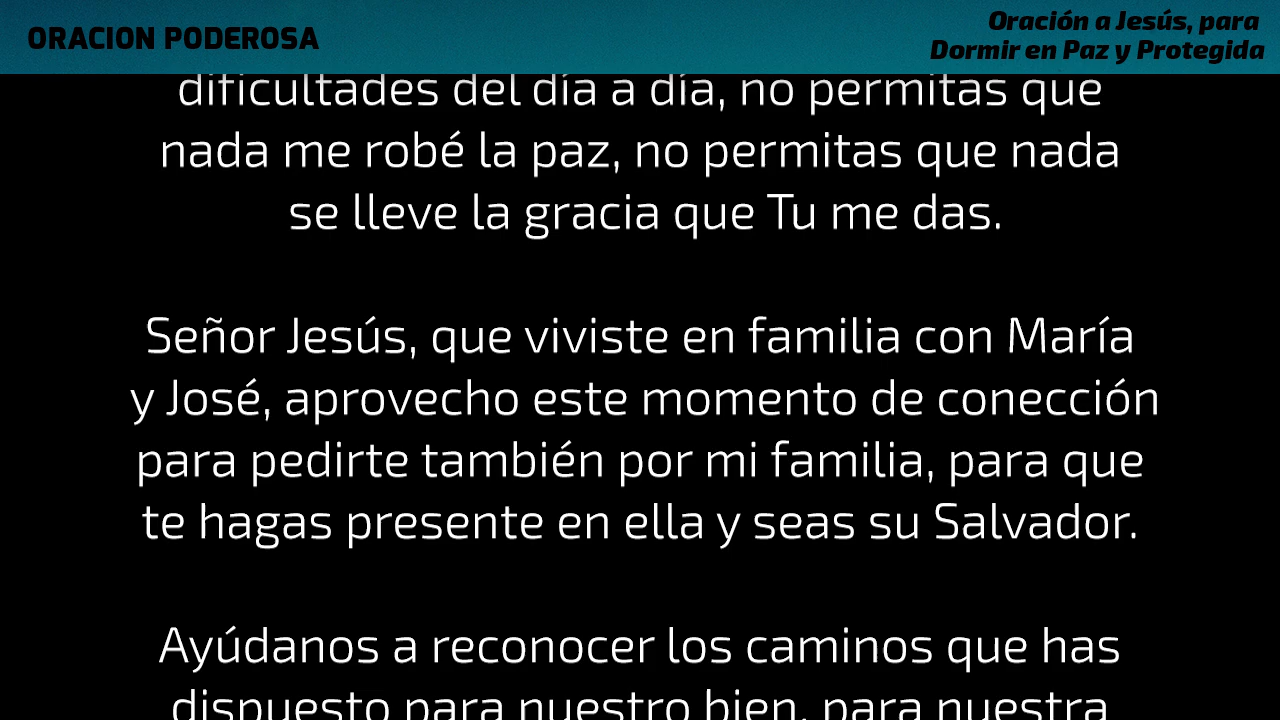 ORACION PODEROSA
Oración a Jesús, para
Dormir en Paz y Protegida
dificultades del día a día, no permitas que
nada me robé la paz, no permitas que nada
se lleve la gracia que Tu me das.
Señor Jesús, que viviste en familia con María
y José, aprovecho este momento de conección
para pedirte también por mi familia, para que
te hagas presente en ella y seas su Salvador.
Ayúdanos a reconocer los caminos que has
dispuesto para nuestro bien, para nuestra